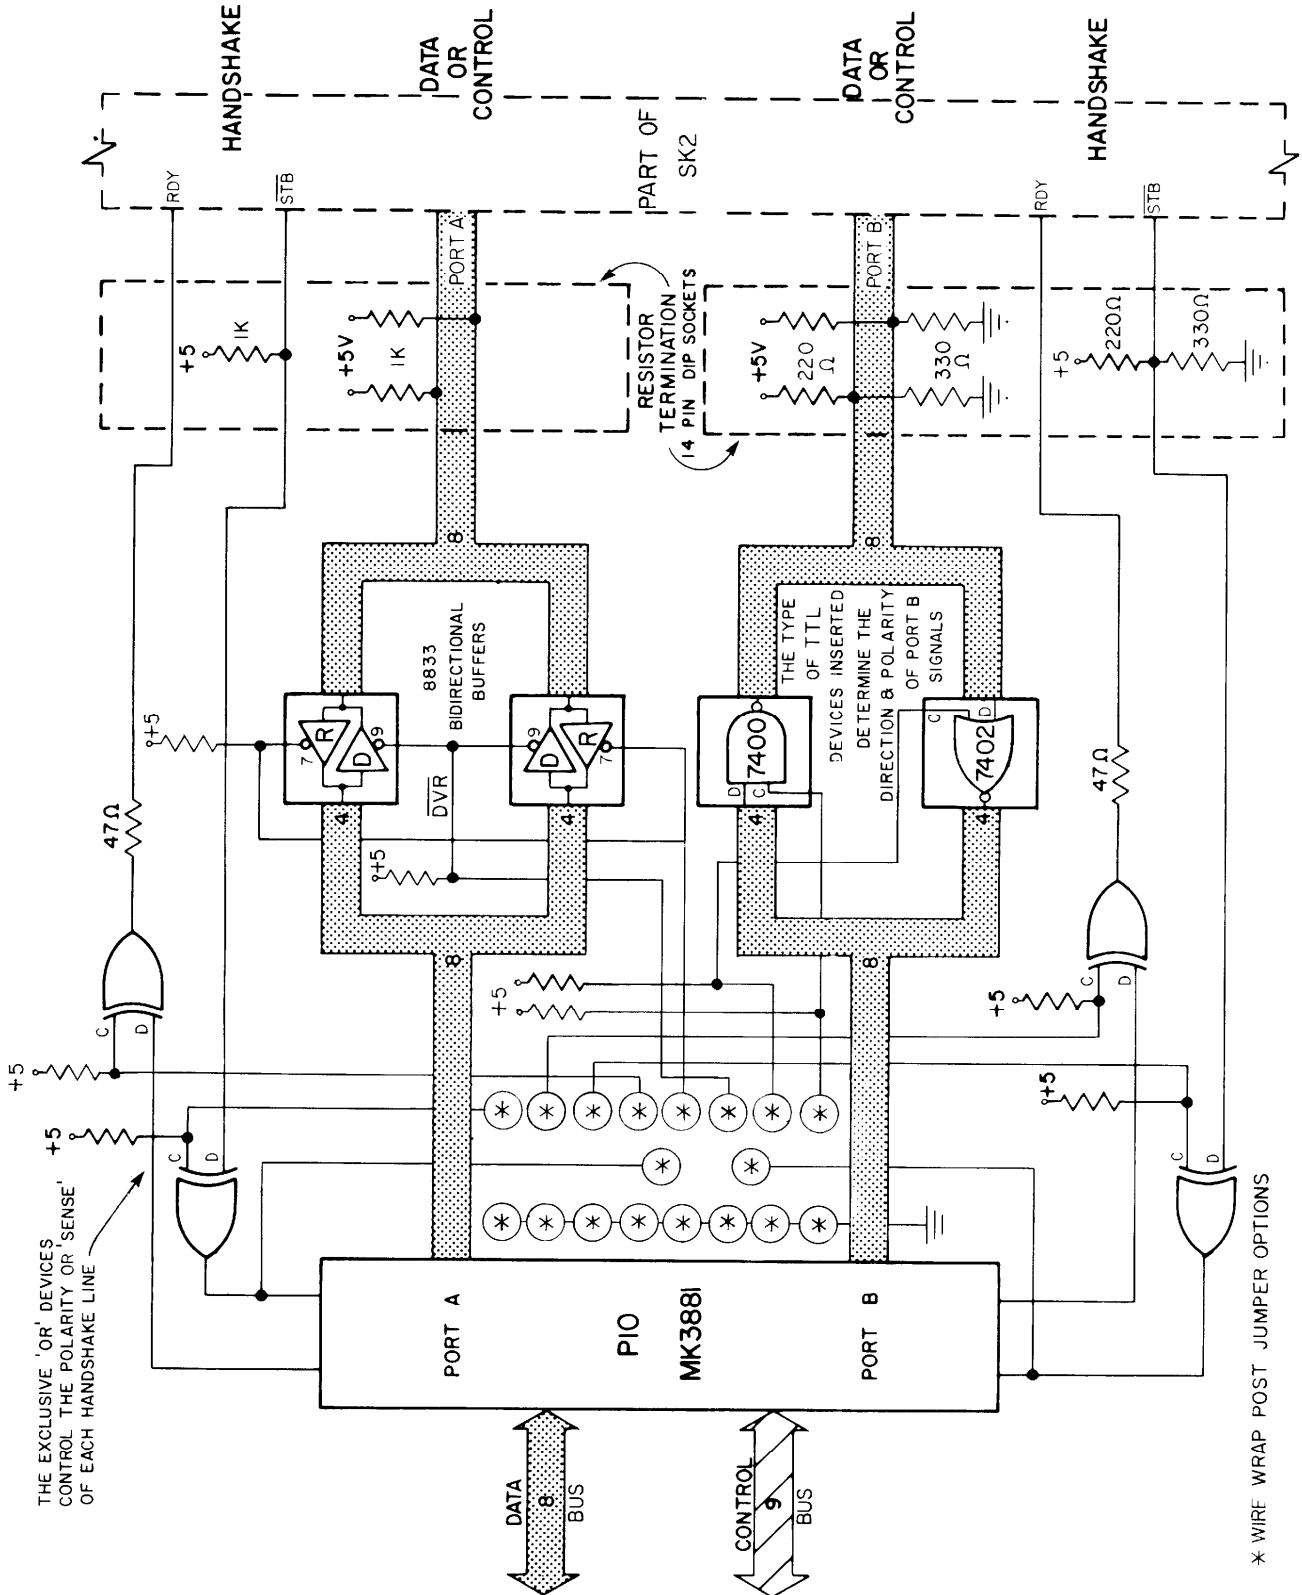 THE EXCLUSIVE 'OR' DEVICES
CONTROL THE POLARITY OR 'SENSE'
OF EACH HANDSHAKE LINE
DATA
8
BUS
CONTROL
9
BUS
PORT A
PIO
MK3881
PORT B
+5
C
D
+5
C
D
47Ω
RDY
HANDSHAKE
+5
1K
STB
+5
7
R
D
9
4
8833
BIDIRECTIONAL
BUFFERS
DVR
+5
9
D
R
7
4
8
8
+5V
1K
PORT A
DATA
OR
CONTROL
RESISTOR
TERMINATION
14 PIN DIP SOCKETS
PART OF
SK2
+5
* * * * * * * *
* *
* * * * * * * *
D
C
7400
THE TYPE
OF TTL
DEVICES INSERTED
DETERMINE THE
DIRECTION & POLARITY
OF PORT B
SIGNALS
C
D
7402
4
8
8
+5V
220
Ω
330
Ω
PORT B
DATA
OR
CONTROL
+5
C
D
47Ω
RDY
HANDSHAKE
+5
220Ω
330Ω
STB
+5
C
D
* WIRE WRAP POST JUMPER OPTIONS